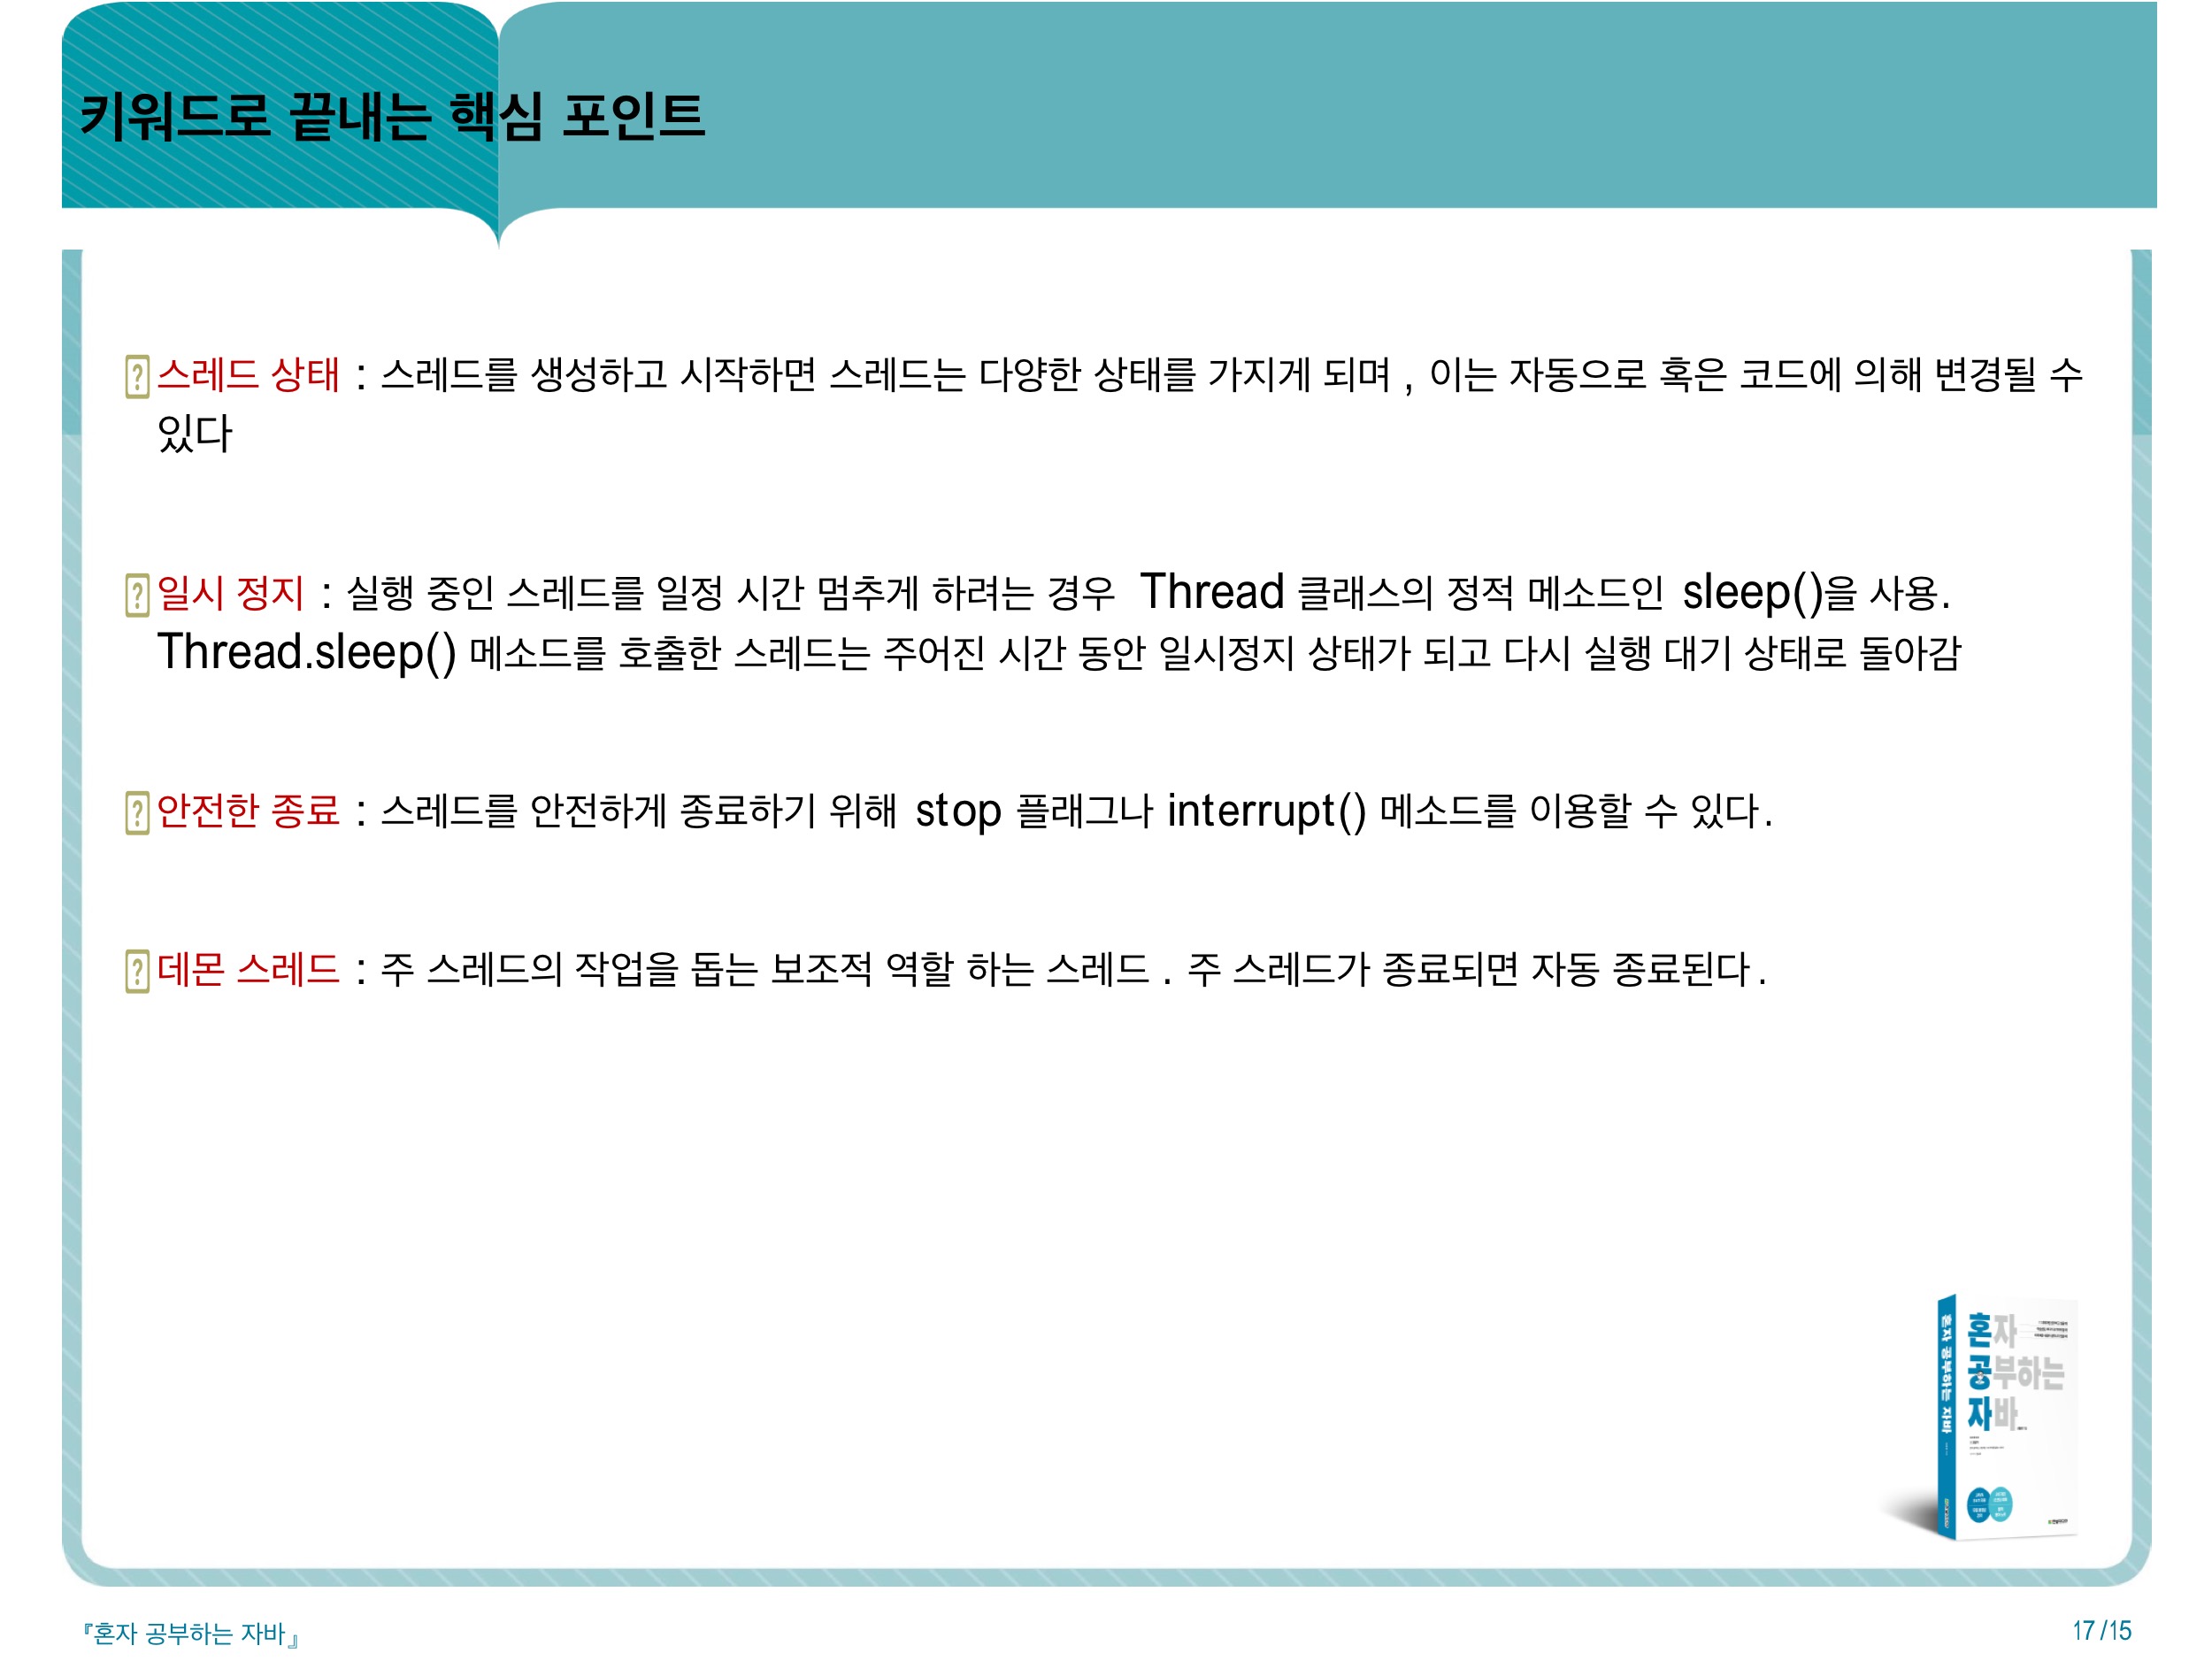 키워드로 끝내는 핵심 포인트
스레드 상태 : 스레드를 생성하고 시작하면 스레드는 다양한 상태를 가지게 되며 , 이는 자동으로 혹은 코드에 의해 변경될 수
있다
일시 정지 : 실행 중인 스레드를 일정 시간 멈추게 하려는 경우 Thread 클래스의 정적 메소드인 sleep()을 사용.
Thread.sleep() 메소드를 호출한 스레드는 주어진 시간 동안 일시정지 상태가 되고 다시 실행 대기 상태로 돌아감
안전한 종료 : 스레드를 안전하게 종료하기 위해 stop 플래그나 interrupt() 메소드를 이용할 수 있다.
데몬 스레드 : 주 스레드의 작업을 돕는 보조적 역할 하는 스레드 . 주 스레드가 종료되면 자동 종료된다 .
혼자 공부하는 자바
혼자
공부하는
자바
『혼자 공부하는 자바』
17 /15